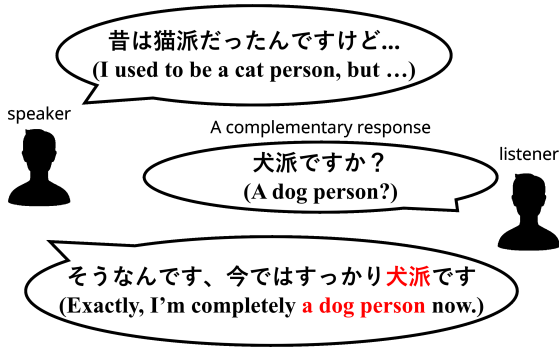 昔は猫派だったんですけど...
(I used to be a cat person, but …)
speaker
A complementary response
listener
犬派ですか？
(A dog person?)
そうなんです、今ではすっかり犬派です
(Exactly, I'm completely a dog person now.)